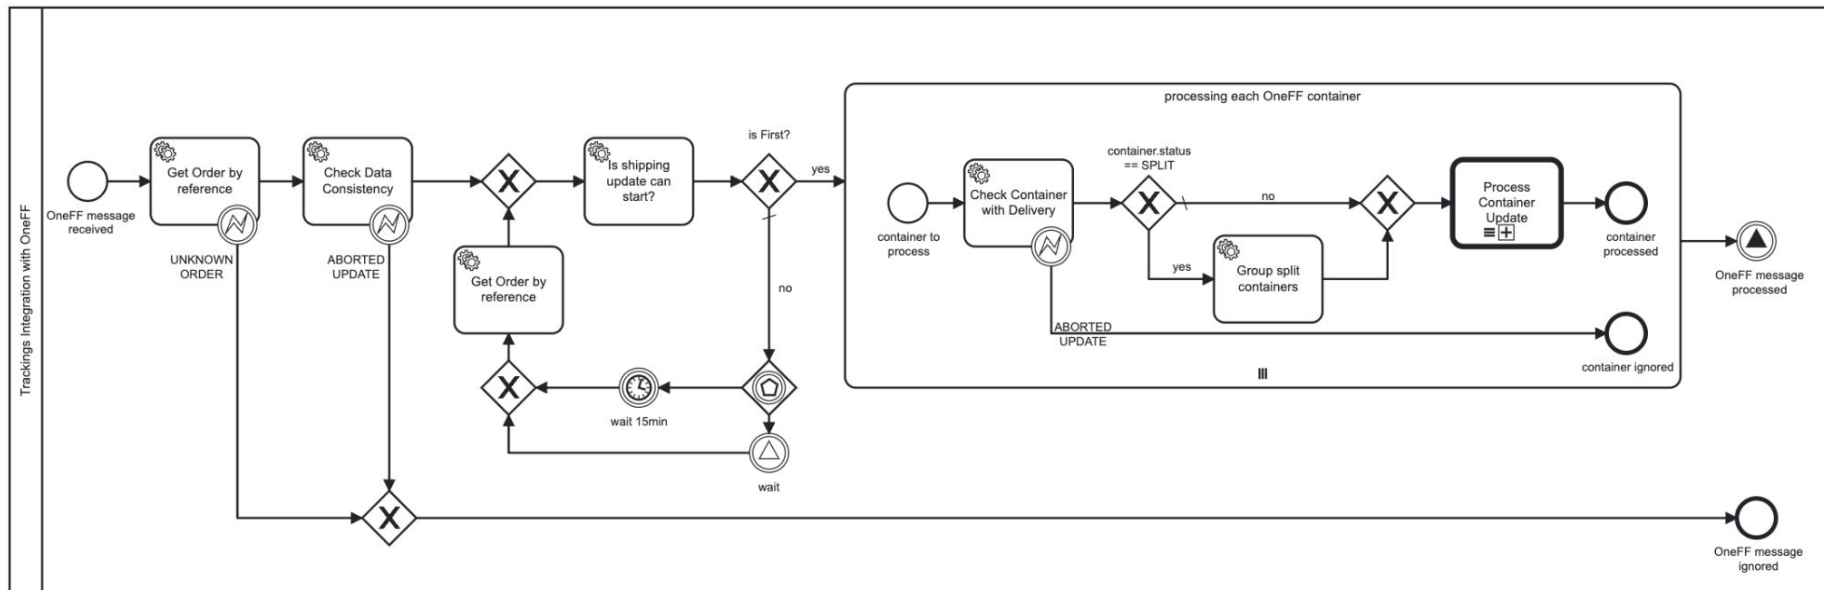 Trackings Integration with OneFF
OneFF message
received
Get Order by
reference
UNKNOWN
ORDER
Check Data
Consistency
ABORTED
UPDATE
Get Order by
reference
Is shipping
update can
start?
is First?
yes
no
wait 15min
wait
processing each OneFF container
container to
process
Check Container
with Delivery
container.status
== SPLIT
no
yes
Group split
containers
Process
Container
Update
container
processed
ABORTED
UPDATE
container ignored
OneFF message
processed
OneFF message
ignored